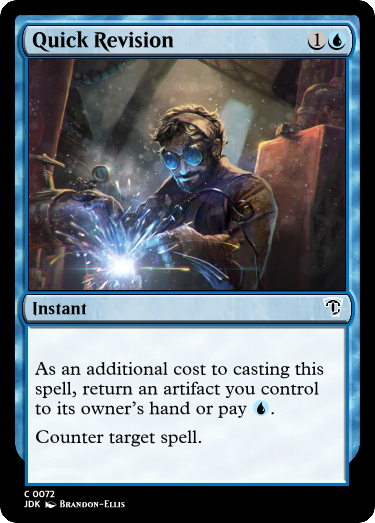 Quick Revision 1
Instant
As an additional cost to casting this
spell, return an artifact you control
to its owner's hand or pay .
Counter target spell.
C 0072
JDK Brandon-Ellis